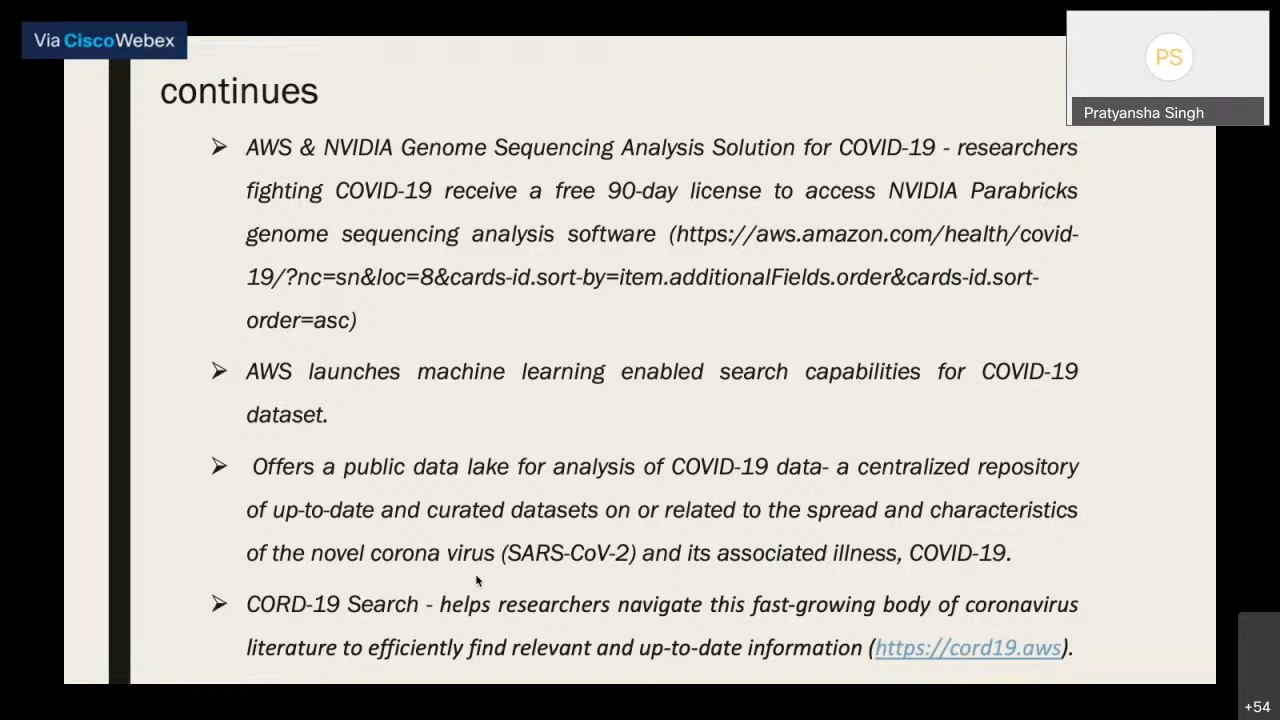 Via CiscoWebex
PS
Pratyansha Singh
continues
➢ AWS & NVIDIA Genome Sequencing Analysis Solution for COVID-19 - researchers
fighting COVID-19 receive a free 90-day license to access NVIDIA Parabricks
genome sequencing analysis software (https://aws.amazon.com/health/covid-
19/?nc=sn&loc=8&cards-id.sort-by=item.additionalFields.order&cards-id.sort-
order=asc)
➢ AWS launches machine learning enabled search capabilities for COVID-19
dataset.
➢ Offers a public data lake for analysis of COVID-19 data- a centralized repository
of up-to-date and curated datasets on or related to the spread and characteristics
of the novel corona virus (SARS-CoV-2) and its associated illness, COVID-19.
➢ CORD-19 Search - helps researchers navigate this fast-growing body of coronavirus
literature to efficiently find relevant and up-to-date information (https://cord19.aws).
+54